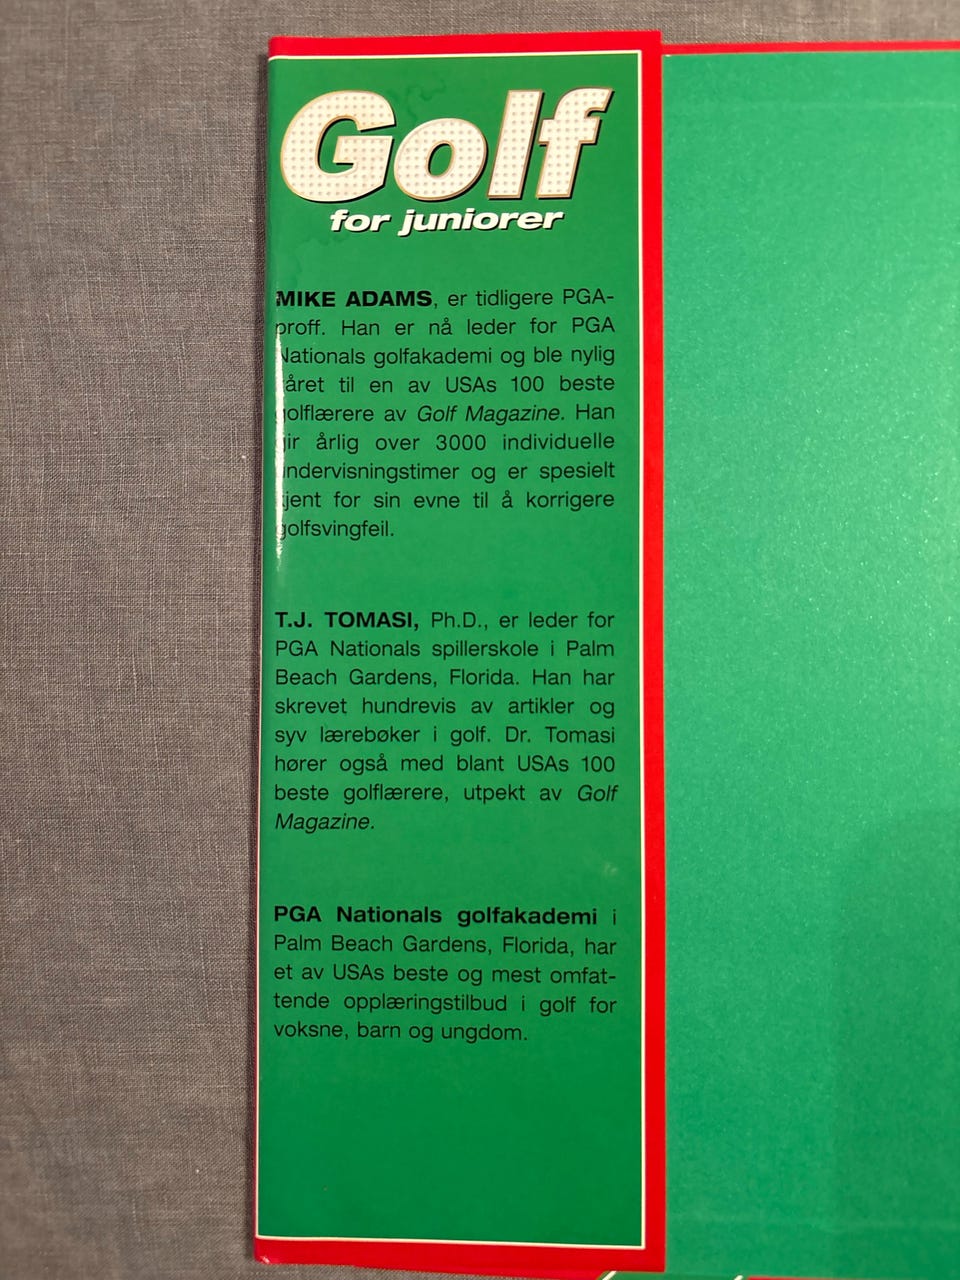 Golf
for juniorer
MIKE ADAMS, er tidligere PGA-
proff. Han er nå leder for PGA
Nationals golfakademi og ble nylig
kåret til en av USAs 100 beste
golflærere av Golf Magazine. Han
gir årlig over 3000 individuelle
undervisningstimer og er spesielt
kjent for sin evne til å korrigere
golfsvingfeil.
T.J. TOMASI, Ph.D., er leder for
PGA Nationals spillerskole i Palm
Beach Gardens, Florida. Han har
skrevet hundrevis av artikler og
syv lærebøker i golf. Dr. Tomasi
hører også med blant USAs 100
beste golflærere, utpekt av Golf
Magazine.
PGA Nationals golfakademi i
Palm Beach Gardens, Florida, har
et av USAs beste og mest omfat-
tende opplæringstilbud i golf for
voksne, barn og ungdom.